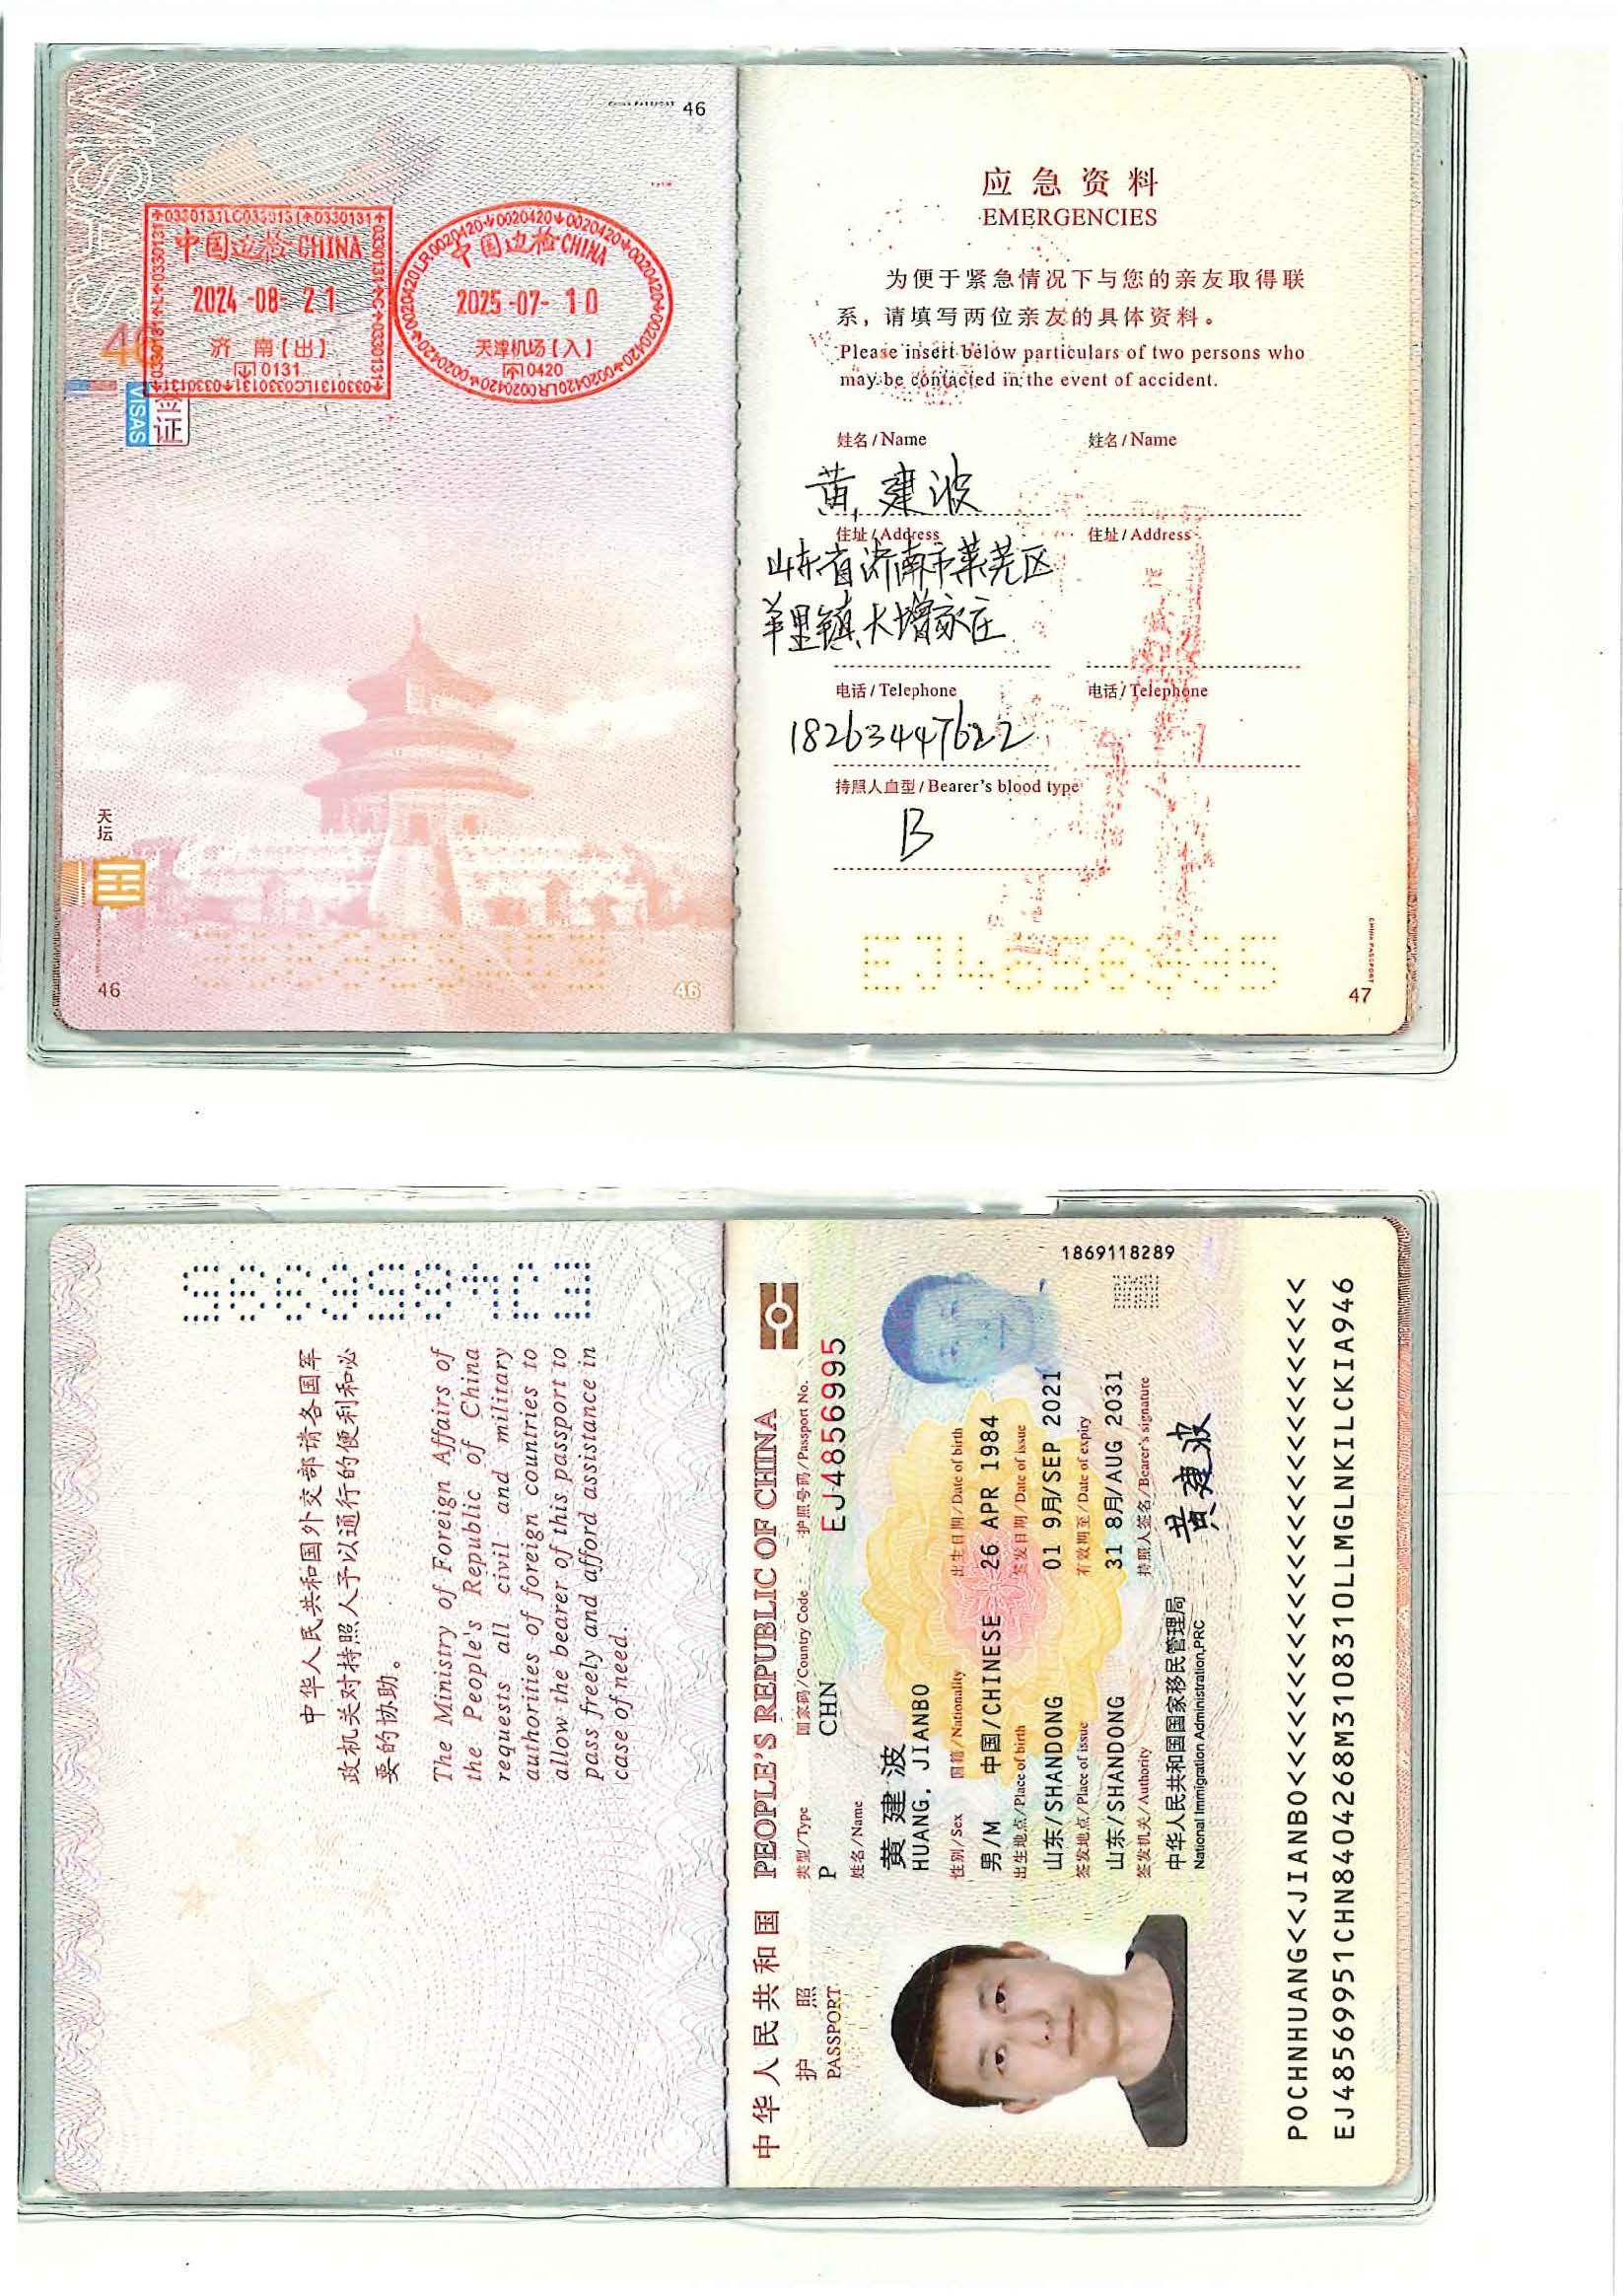 46
中国边检·CHINA
2024-08-21
济 南[出]
0131
中国边检·CHINA
2025-07-10
天津机场[入]
0420
VISAS
证
天坛
46
46
应急资料
EMERGENCIES
为便于紧急情况下与您的亲友取得联
系，请填写两位亲友的具体资料。
Please insert below particulars of two persons who
may be contacted in the event of accident.
姓名/Name 姓名/Name
黄建波
住址/Address 住址/Address
山东省济南市莱芜区
羊里镇大增家庄
电话/Telephone 电话/Telephone
18263447622
持照人血型/Bearer's blood type
B
EJ4856995
CHINA PASSPORT
47
EJ4856995
中华人民共和国外交部请各国军
政机关对持照人予以通行的便利和必
要的协助。
The Ministry of Foreign Affairs of
the People's Republic of China
requests all civil and military
authorities of foreign countries to
allow the bearer of this passport to
pass freely and afford assistance in
case of need.
中华人民共和国 PEOPLE'S REPUBLIC OF CHINA
护照
PASSPORT
类型/Type 国家码/Country Code 护照号码/Passport No.
P CHN EJ4856995
姓名/Name
黄建波
HUANG, JIANBO
性别/Sex 国籍/Nationality 出生日期/Date of birth
男/M 中国/CHINESE 26 APR 1984
出生地点/Place of birth 签发日期/Date of issue
山东/SHANDONG 01 9月/SEP 2021
签发地点/Place of issue 有效期至/Date of expiry
山东/SHANDONG 31 8月/AUG 2031
签发机关/Authority 持照人签名/Bearer's signature
中华人民共和国国家移民管理局
National Immigration Administration,PRC
黄建波
1869118289
POCHNHUANG<<JIANBO<<<<<<<<<<<<<<<<<<<<<<<<<<
EJ48569951CHN8404268M3108310LLMGLNKILCKIA946